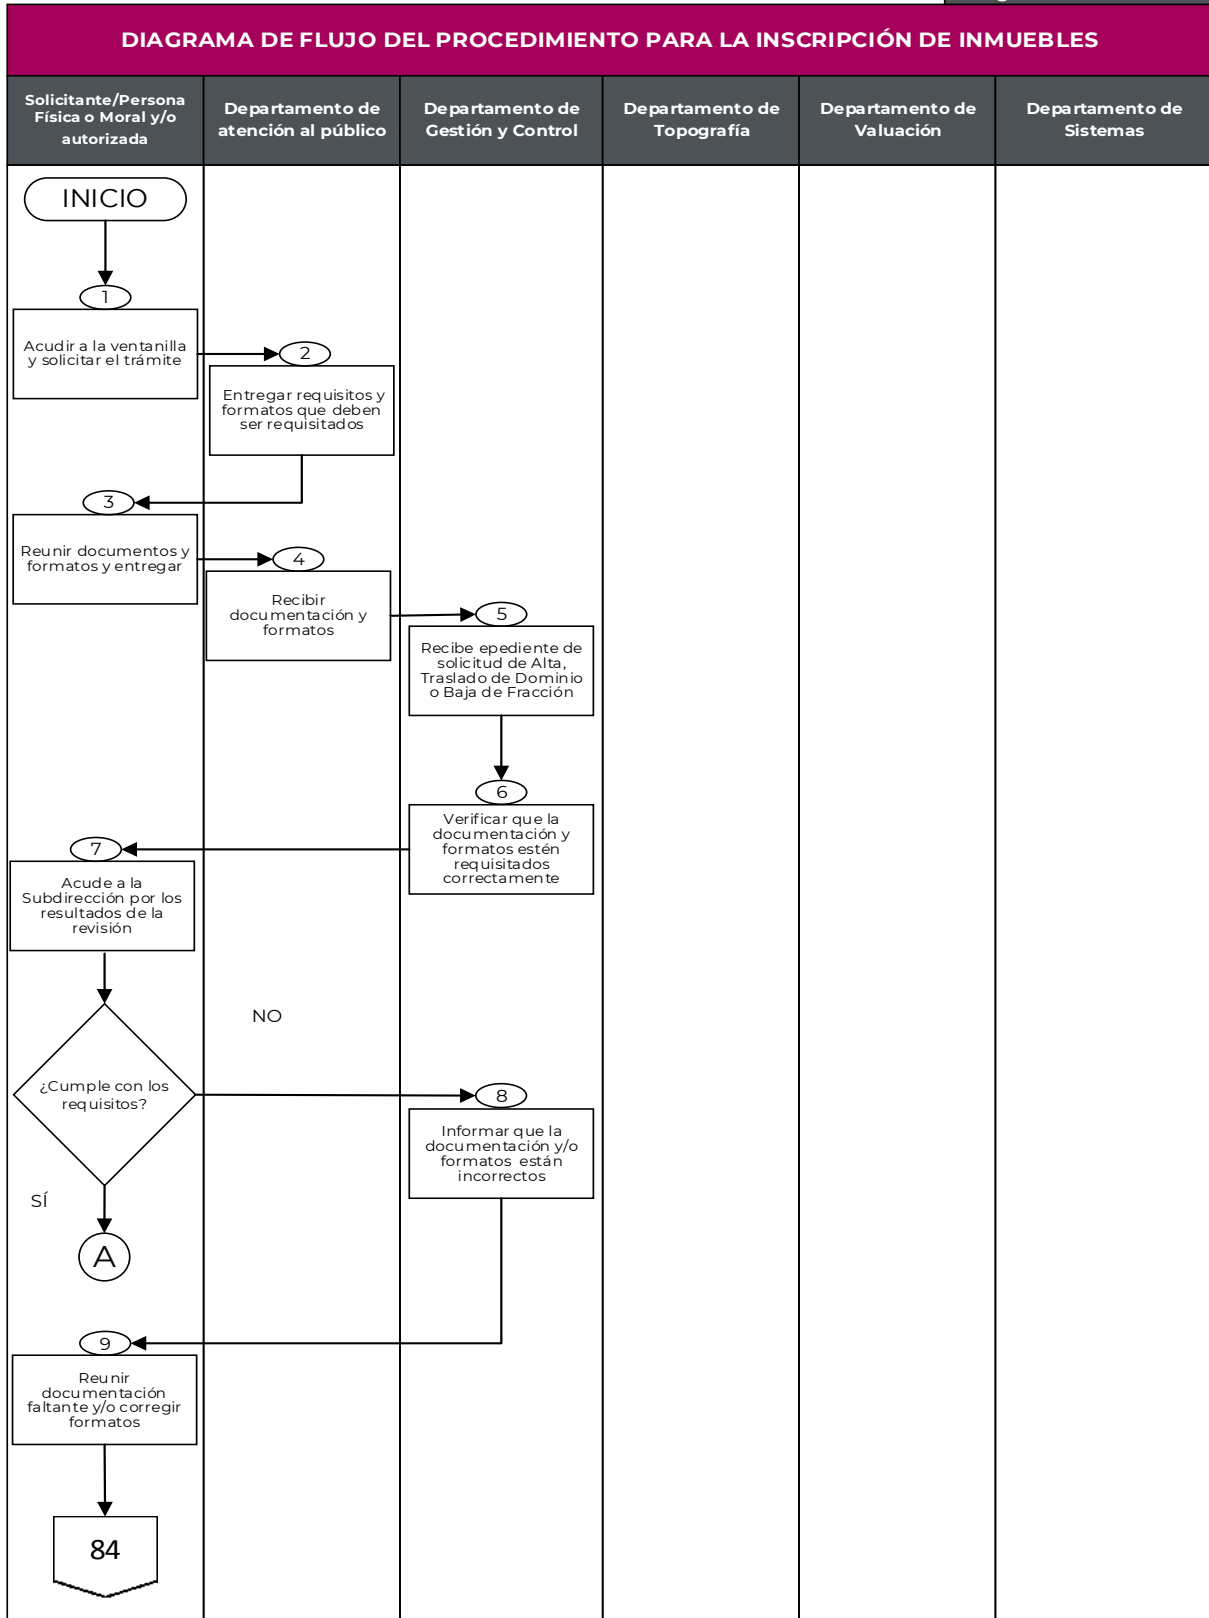 DIAGRAMA DE FLUJO DEL PROCEDIMIENTO PARA LA INSCRIPCIÓN DE INMUEBLES
Solicitante/Persona
Física o Moral y/o
autorizada
Departamento de
atención al público
Departamento de
Gestión y Control
Departamento de
Topografía
Departamento de
Valuación
Departamento de
Sistemas
INICIO
1
Acudir a la ventanilla
y solicitar el trámite
2
Entregar requisitos y
formatos que deben
ser requisitados
3
Reunir documentos y
formatos y entregar
4
Recibir
documentación y
formatos
5
Recibe epediente de
solicitud de Alta,
Traslado de Dominio
o Baja de Fracción
6
Verificar que la
documentación y
formatos estén
requisitados
correctamente
7
Acude a la
Subdirección por los
resultados de la
revisión
¿Cumple con los
requisitos?
NO
8
Informar que la
documentación y/o
formatos están
incorrectos
SÍ
A
9
Reunir
documentación
faltante y/o corregir
formatos
84